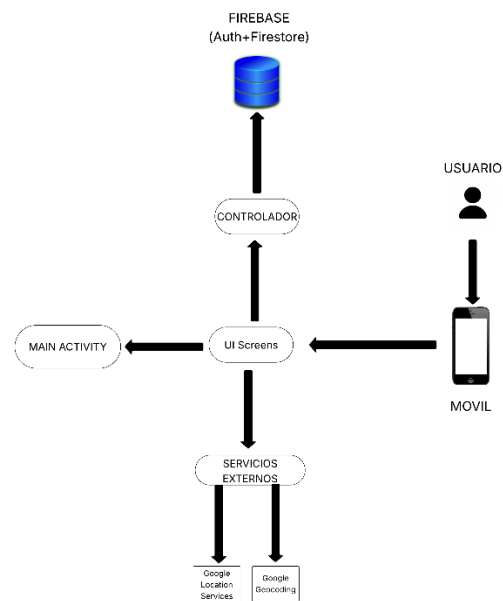 FIREBASE
(Auth+Firestore)
USUARIO
CONTROLADOR
MAIN ACTIVITY
UI Screens
MOVIL
SERVICIOS
EXTERNOS
Google
Location
Services
Google
Geocoding